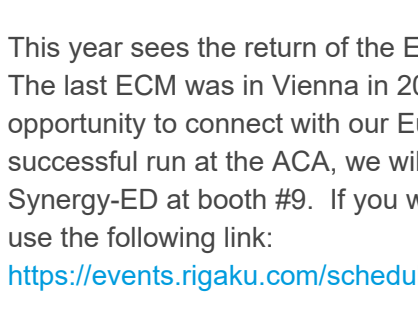 This year sees the return of the E
The last ECM was in Vienna in 20
opportunity to connect with our Eu
successful run at the ACA, we wil
Synergy-ED at booth #9.  If you w
use the following link:
https://events.rigaku.com/schedu